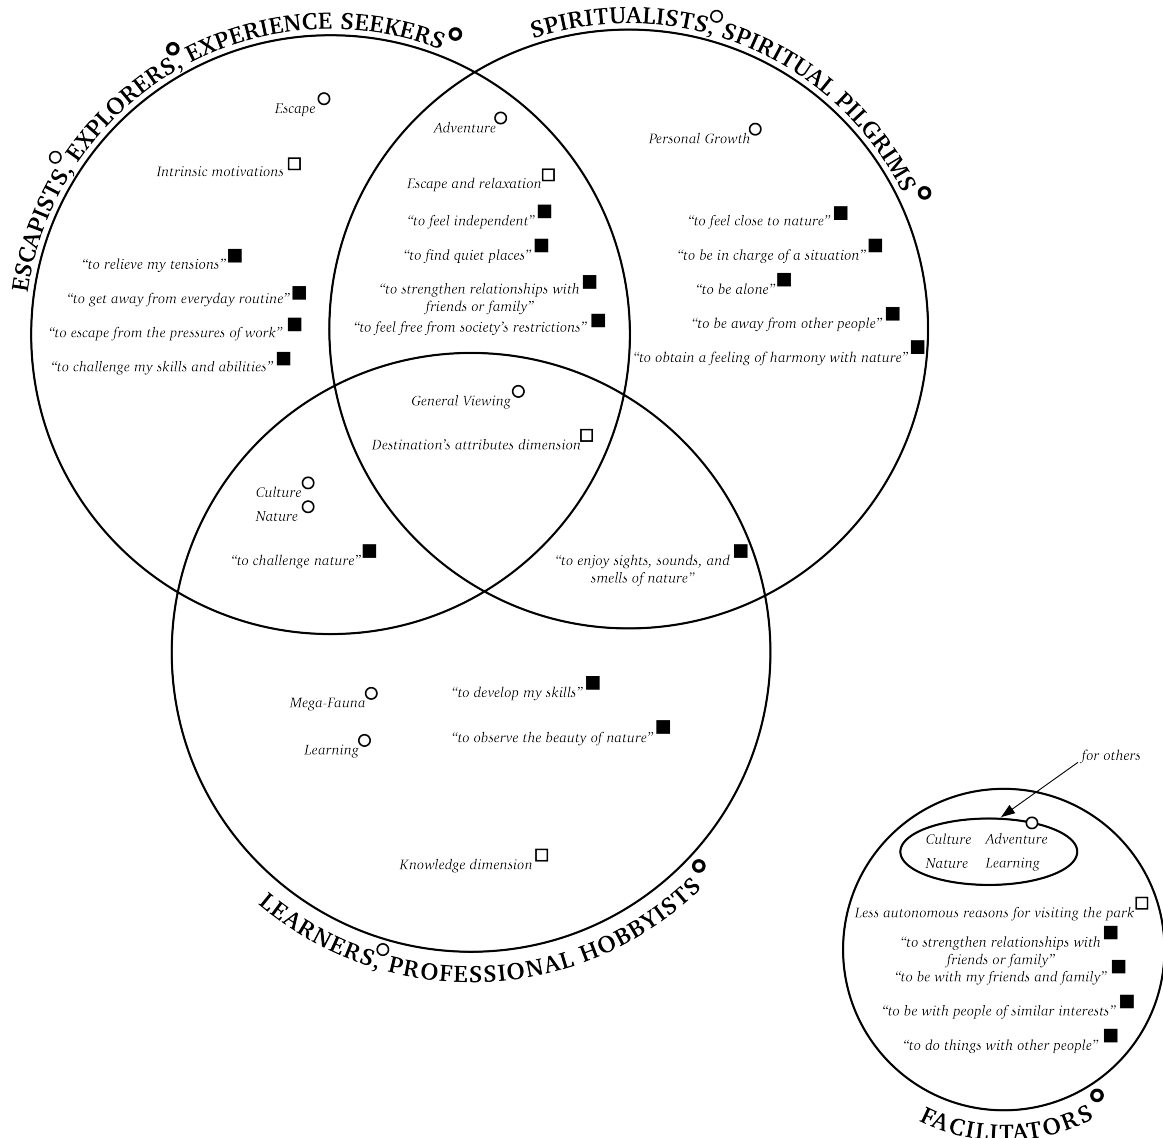 ESCAPISTS, EXPLORERS, EXPERIENCE SEEKERS
SPIRITUALISTS, SPIRITUAL PILGRIMS
Escape
Intrinsic motivations
“to relieve my tensions”
“to get away from everyday routine”
“to escape from the pressures of work”
“to challenge my skills and abilities”
Adventure
Escape and relaxation
“to feel independent”
“to find quiet places”
“to strengthen relationships with
friends or family”
“to feel free from society’s restrictions”
Personal Growth
“to feel close to nature”
“to be in charge of a situation”
“to be alone”
“to be away from other people”
“to obtain a feeling of harmony with nature”
General Viewing
Destination’s attributes dimension
Culture
Nature
“to challenge nature”
“to enjoy sights, sounds, and
smells of nature”
Mega-Fauna
Learning
“to develop my skills”
“to observe the beauty of nature”
Knowledge dimension
LEARNERS, PROFESSIONAL HOBBYISTS
for others
Culture Adventure
Nature Learning
Less autonomous reasons for visiting the park
“to strengthen relationships with
friends or family”
“to be with my friends and family”
“to be with people of similar interests”
“to do things with other people”
FACILITATORS